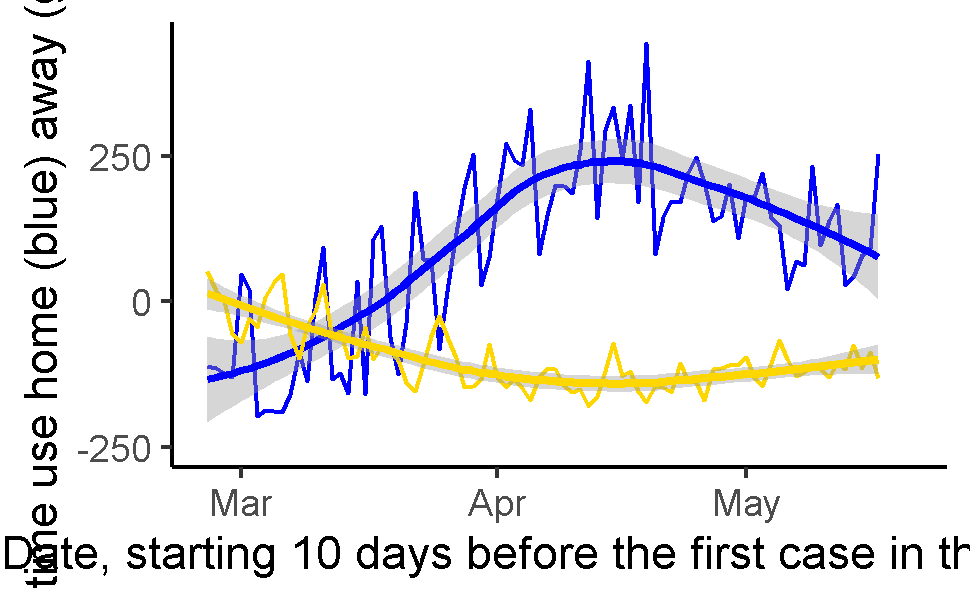 time use home (blue) away (
250
0
-250
Mar Apr May
Date, starting 10 days before the first case in th